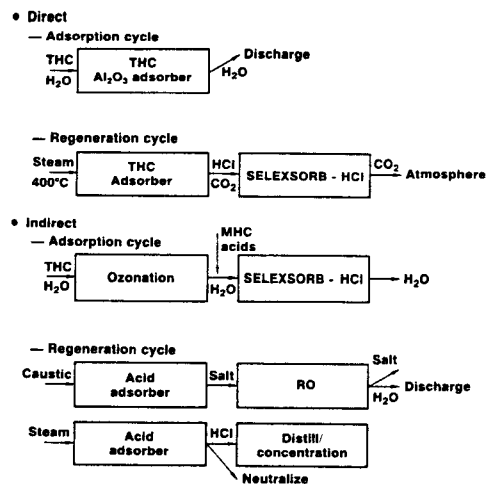 • Direct
— Adsorption cycle
THC
H₂O
THC
Al₂O₃ adsorber
Discharge
H₂O
— Regeneration cycle
Steam
400°C
THC
Adsorber
HCl
CO₂
SELEXSORB - HCl
CO₂
Atmosphere
• Indirect
— Adsorption cycle
THC
H₂O
Ozonation
MHC
acids
H₂O
SELEXSORB - HCl
H₂O
— Regeneration cycle
Caustic
Acid
adsorber
Salt
RO
Salt
H₂O
Discharge
Steam
Acid
adsorber
HCl
Neutralize
Distill/
concentration